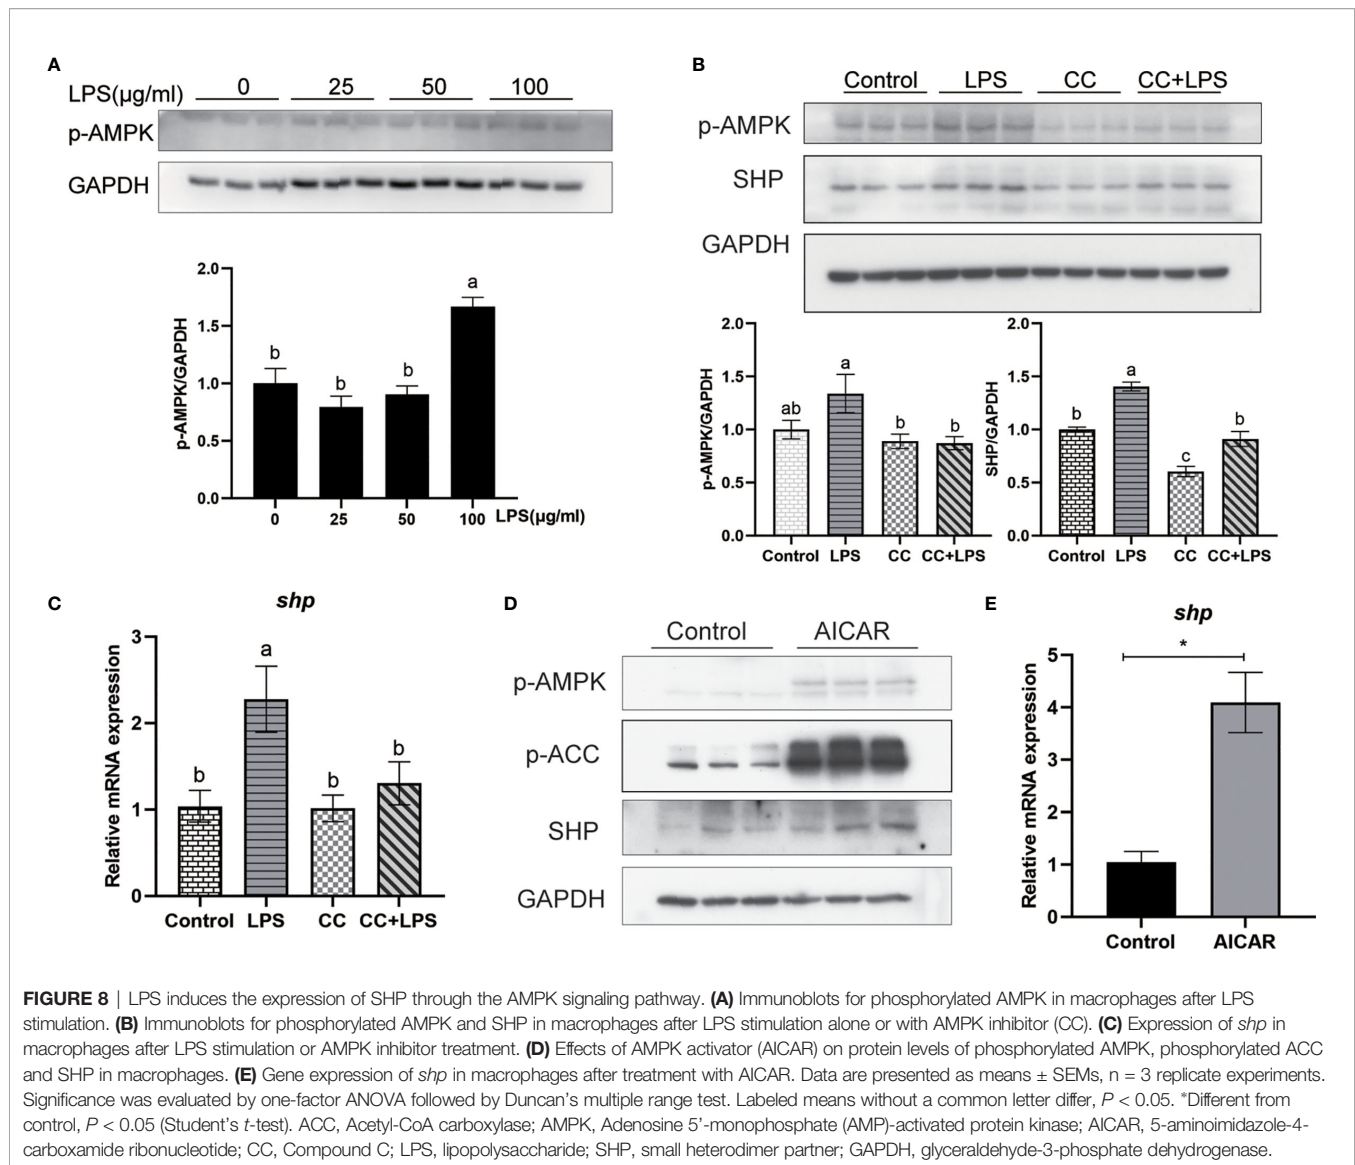 A
LPS(μg/ml) 0 25 50 100
p-AMPK
GAPDH
2.0
1.5
1.0
0.5
0.0
p-AMPK/GAPDH
b b b a
0 25 50 100 LPS(μg/ml)
B
Control LPS CC CC+LPS
p-AMPK
SHP
GAPDH
2.0
1.5
1.0
0.5
0.0
p-AMPK/GAPDH
ab a b b
Control LPS CC CC+LPS
2.0
1.5
1.0
0.5
0.0
SHP/GAPDH
b a c b
Control LPS CC CC+LPS
C
shp
3
2
1
0
Relative mRNA expression
b a b b
Control LPS CC CC+LPS
D
Control AICAR
p-AMPK
p-ACC
SHP
GAPDH
E
shp
*
5
4
3
2
1
0
Relative mRNA expression
Control AICAR
FIGURE 8 | LPS induces the expression of SHP through the AMPK signaling pathway. (A) Immunoblots for phosphorylated AMPK in macrophages after LPS
stimulation. (B) Immunoblots for phosphorylated AMPK and SHP in macrophages after LPS stimulation alone or with AMPK inhibitor (CC). (C) Expression of shp in
macrophages after LPS stimulation or AMPK inhibitor treatment. (D) Effects of AMPK activator (AICAR) on protein levels of phosphorylated AMPK, phosphorylated ACC
and SHP in macrophages. (E) Gene expression of shp in macrophages after treatment with AICAR. Data are presented as means ± SEMs, n = 3 replicate experiments.
Significance was evaluated by one-factor ANOVA followed by Duncan's multiple range test. Labeled means without a common letter differ, P < 0.05. *Different from
control, P < 0.05 (Student's t-test). ACC, Acetyl-CoA carboxylase; AMPK, Adenosine 5'-monophosphate (AMP)-activated protein kinase; AICAR, 5-aminoimidazole-4-
carboxamide ribonucleotide; CC, Compound C; LPS, lipopolysaccharide; SHP, small heterodimer partner; GAPDH, glyceraldehyde-3-phosphate dehydrogenase.